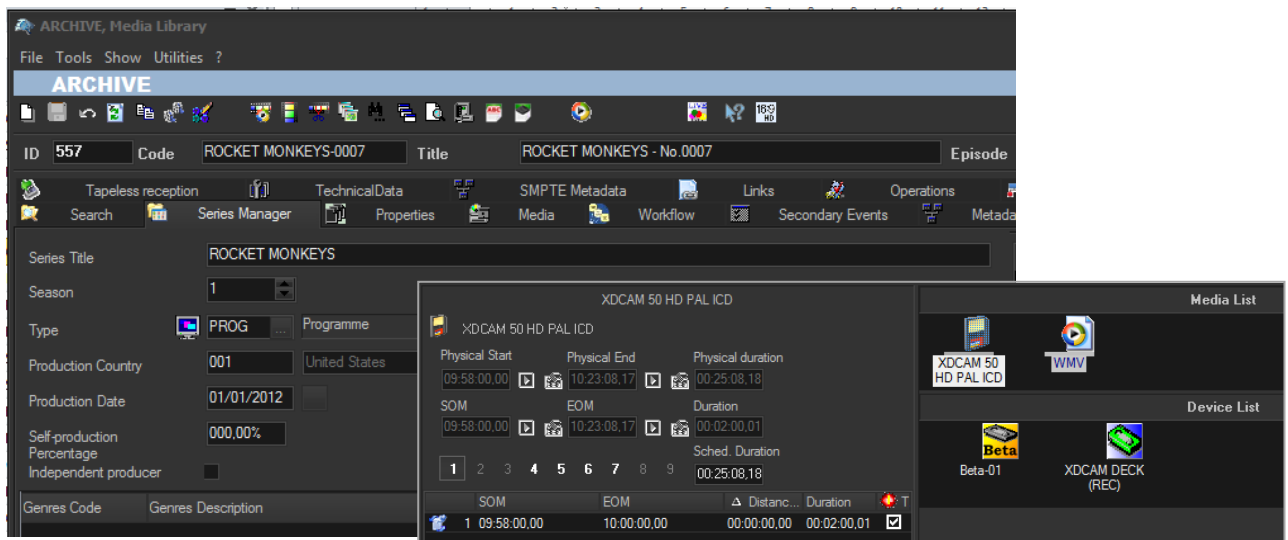 ARCHIVE, Media Library
File Tools Show Utilities ?
ARCHIVE
ID 557 Code ROCKET MONKEYS-0007 Title ROCKET MONKEYS - No.0007 Episode
Tapeless reception TechnicalData SMPTE Metadata Links Operations
Search Series Manager Properties Media Workflow Secondary Events Metada
Series Title ROCKET MONKEYS
Season 1
Type PROG ... Programme
Production Country 001 United States
Production Date 01/01/2012
Self-production
Percentage
000,00%
Independent producer
Genres Code Genres Description
XDCAM 50 HD PAL ICD
XDCAM 50 HD PAL ICD
Physical Start Physical End Physical duration
09:58:00,00 10:23:08,17 00:25:08,18
SOM EOM Duration
09:58:00,00 10:23:08,17 00:02:00,01
Sched. Duration
1 2 3 4 5 6 7 8 9 00:25:08,18
SOM EOM Distanc... Duration T
1 09:58:00,00 10:00:00,00 00:00:00,00 00:02:00,01
Media List
XDCAM 50
HD PAL ICD
WMV
Device List
Beta
Beta-01
XDCAM DECK
(REC)